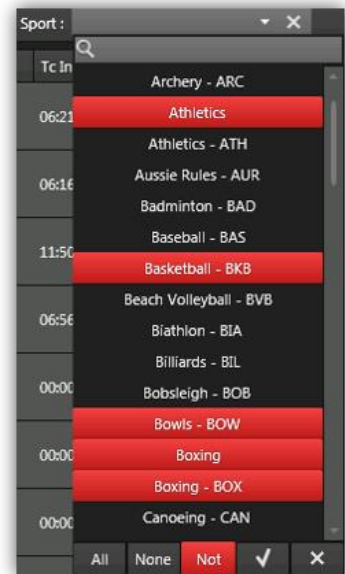 Sport :
Tc In
Archery - ARC
Athletics
06:21
Athletics - ATH
Aussie Rules - AUR
06:16
Badminton - BAD
Baseball - BAS
11:50
Basketball - BKB
Beach Volleyball - BVB
06:56
Biathlon - BIA
Billiards - BIL
00:00
Bobsleigh - BOB
Bowls - BOW
00:00
Boxing
Boxing - BOX
00:00
Canoeing - CAN
All None Not